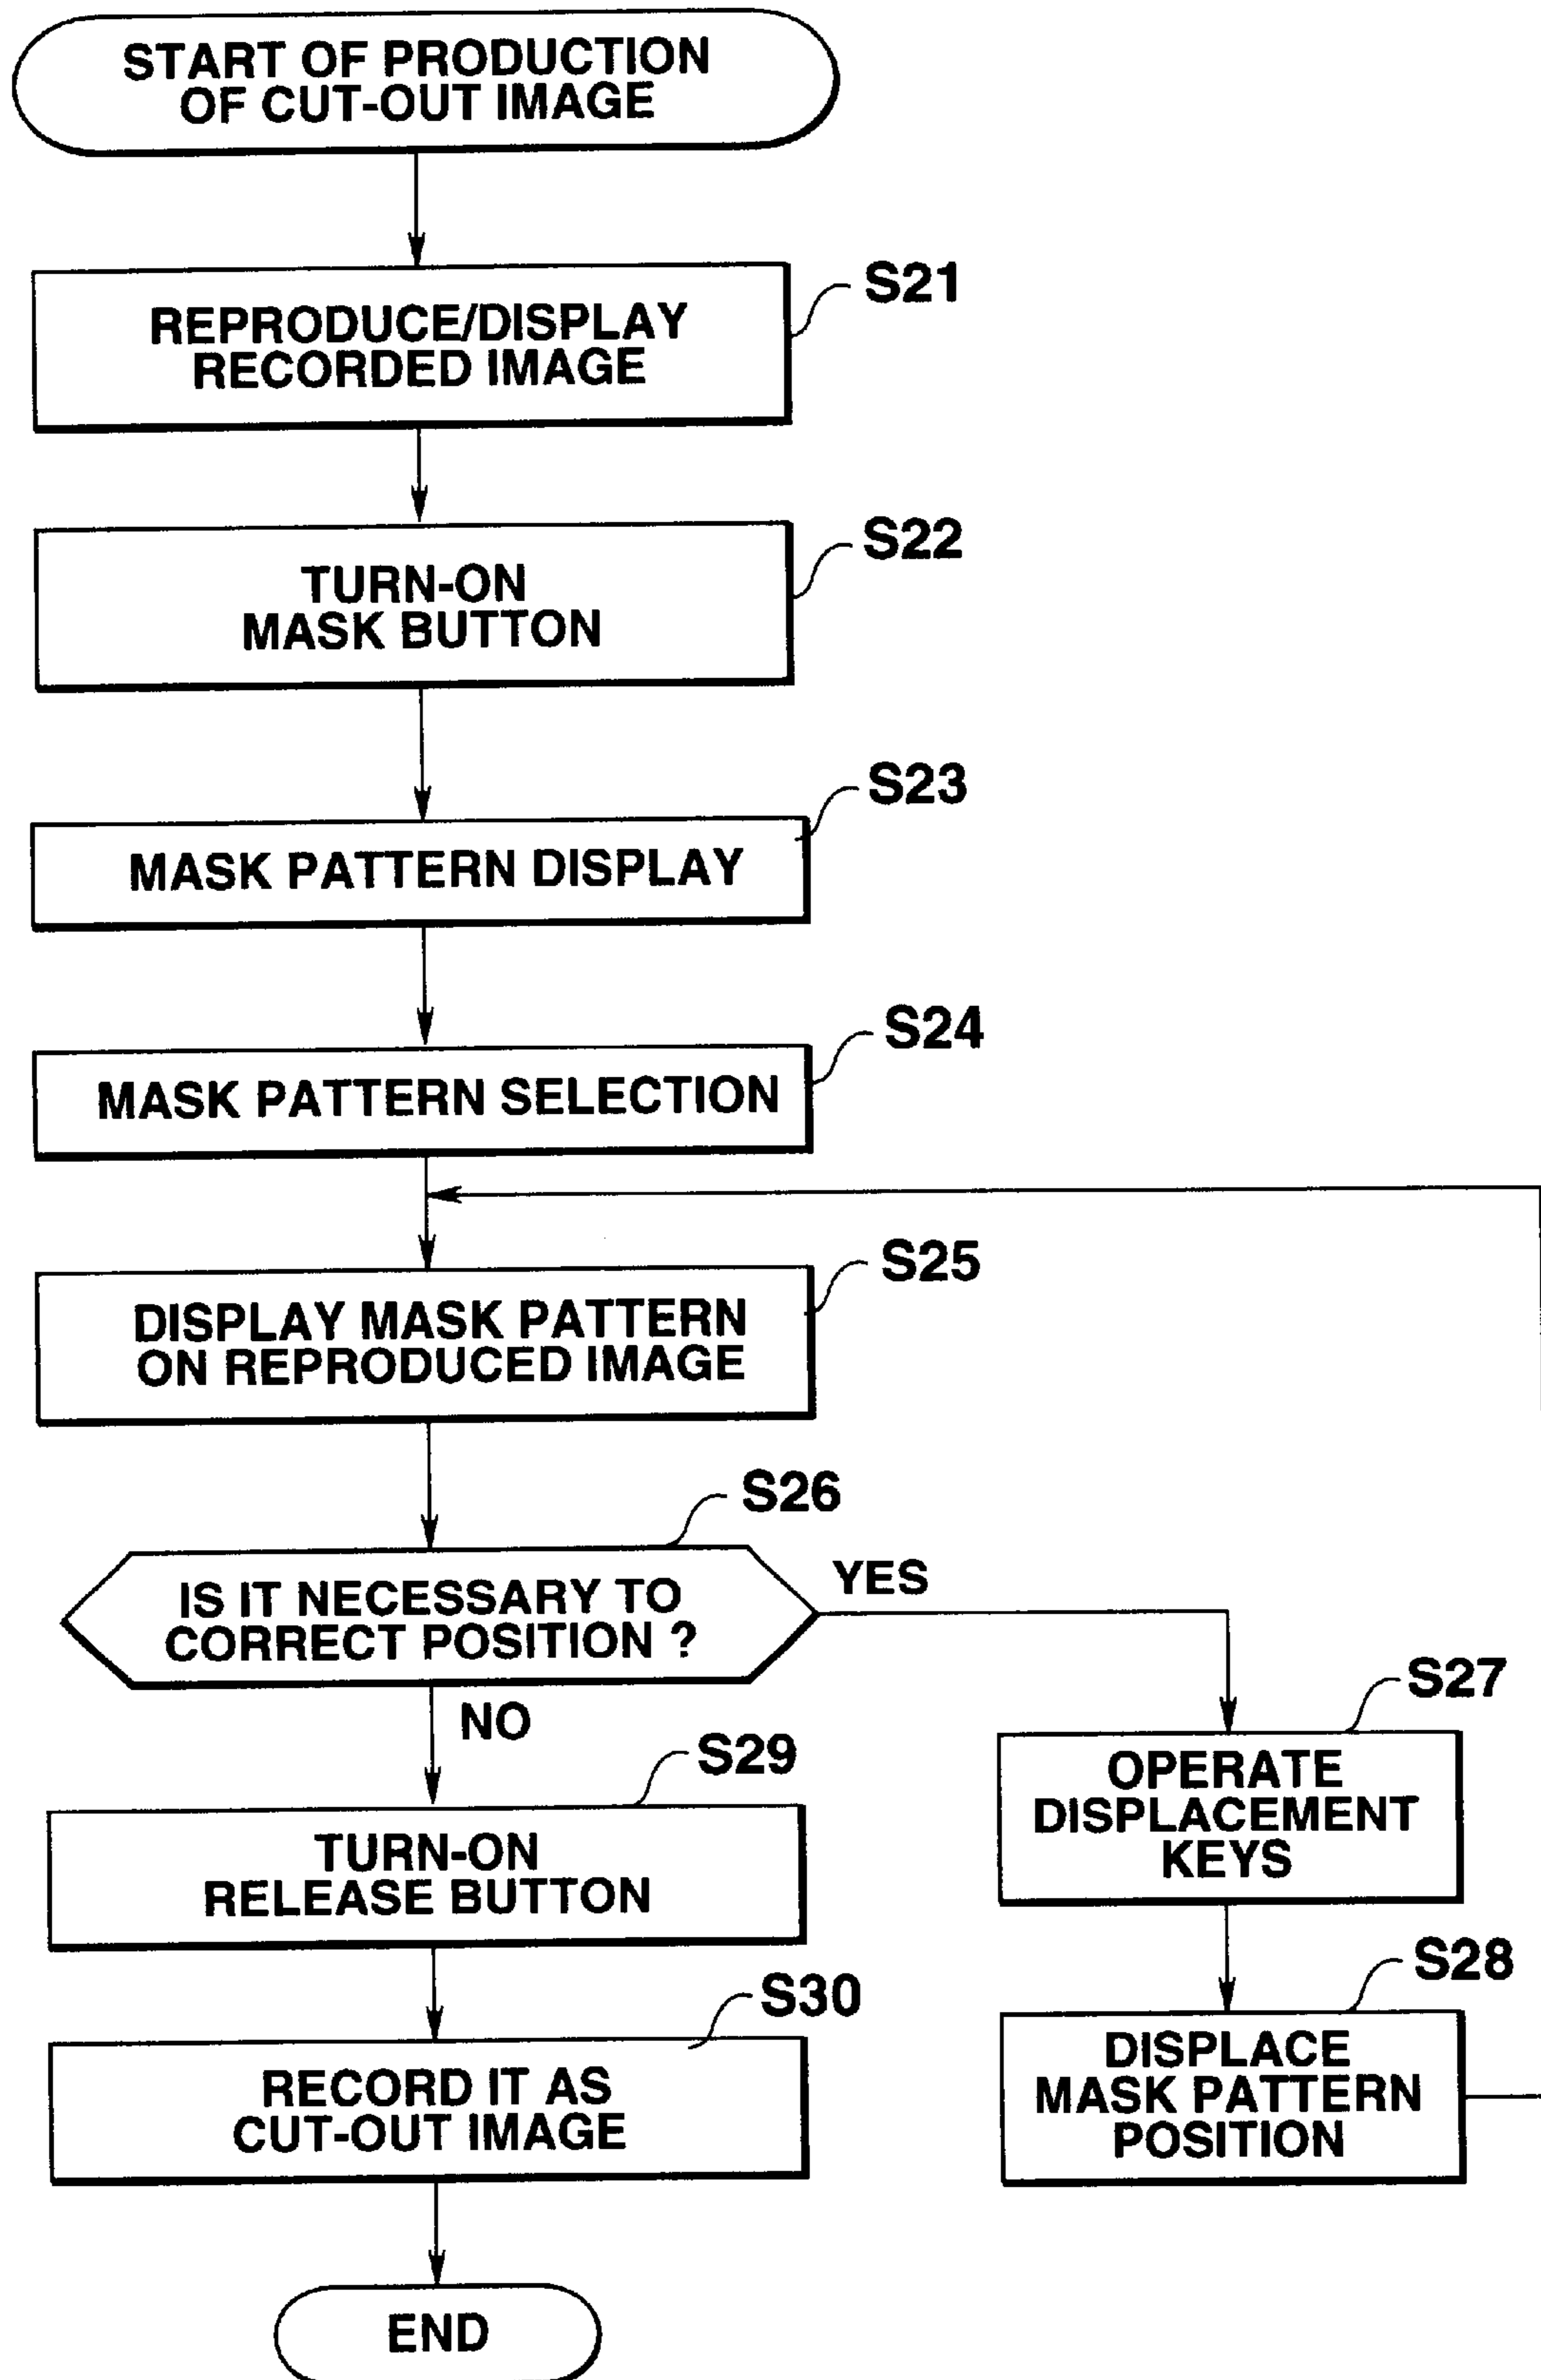 START OF PRODUCTION
OF CUT-OUT IMAGE
S21
REPRODUCE/DISPLAY
RECORDED IMAGE
S22
TURN-ON
MASK BUTTON
S23
MASK PATTERN DISPLAY
S24
MASK PATTERN SELECTION
S25
DISPLAY MASK PATTERN
ON REPRODUCED IMAGE
S26
IS IT NECESSARY TO
CORRECT POSITION ?
YES
NO
S27
OPERATE
DISPLACEMENT
KEYS
S28
DISPLACE
MASK PATTERN
POSITION
S29
TURN-ON
RELEASE BUTTON
S30
RECORD IT AS
CUT-OUT IMAGE
END